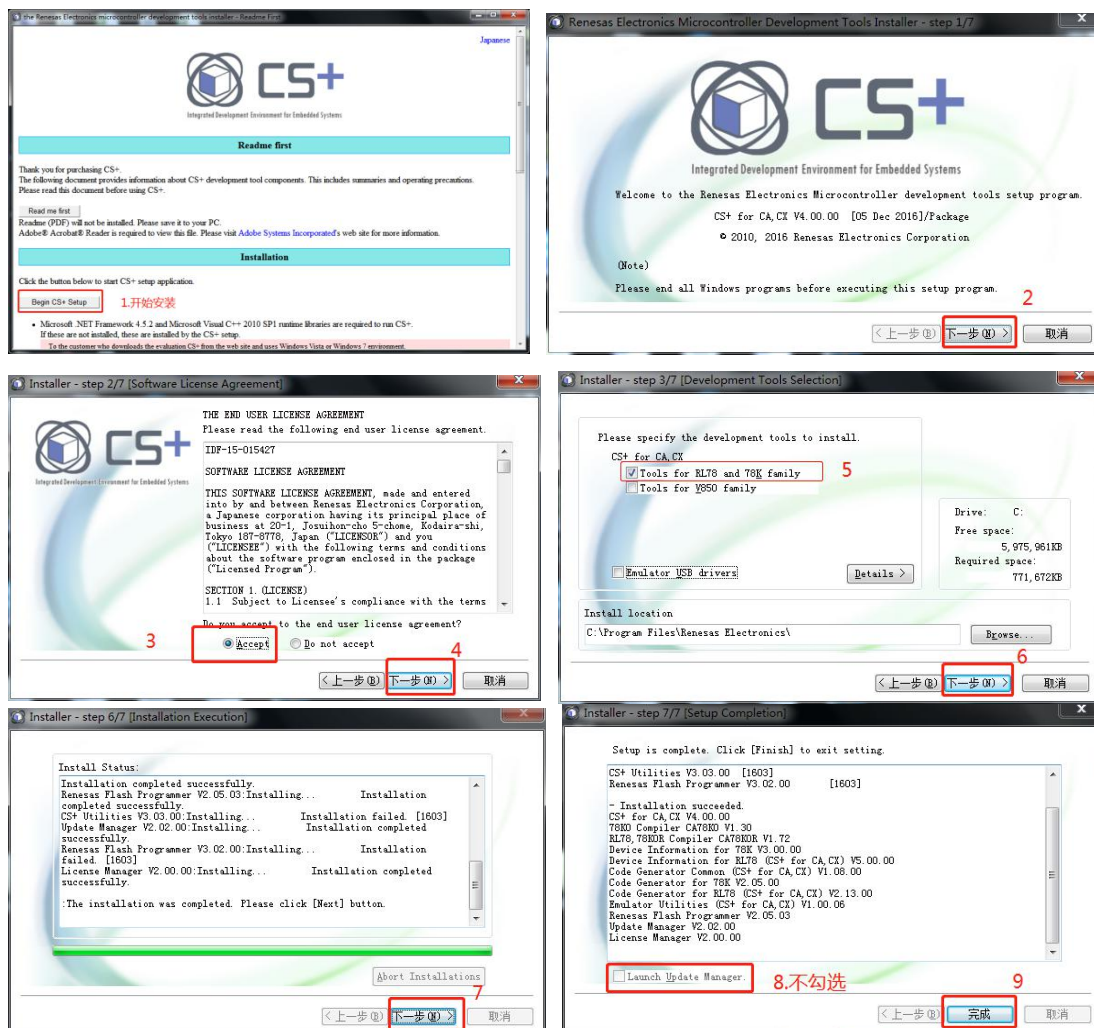 the Renesas Electronics microcontroller development tools installer - Readme First
Japanese
CS+
Integrated Development Environment for Embedded Systems
Readme first
Thank you for purchasing CS+.
The following document provides information about CS+ development tool components. This includes summaries and operating precautions.
Please read this document before using CS+.
Read me first
Readme (PDF) will not be installed. Please save it to your PC.
Adobe® Acrobat® Reader is required to view this file. Please visit Adobe Systems Incorporated's web site for more information.
Installation
Click the button below to start CS+ setup application.
Begin CS+ Setup
1.开始安装
• Microsoft .NET Framework 4.5.2 and Microsoft Visual C++ 2010 SP1 runtime libraries are required to run CS+.
If these are not installed, these are installed by the CS+ setup.
To the customer who downloads the evaluation CS+ from the web site and uses Windows Vista or Windows 7 environment.
Renesas Electronics Microcontroller Development Tools Installer - step 1/7
CS+
Integrated Development Environment for Embedded Systems
Welcome to the Renesas Electronics Microcontroller development tools setup program.
CS+ for CA,CX V4.00.00 [05 Dec 2016]/Package
© 2010, 2016 Renesas Electronics Corporation
(Note)
Please end all Windows programs before executing this setup program.
2
<上一步(B) 下一步(N) > 取消
Installer - step 2/7 [Software License Agreement]
CS+
Integrated Development Environment for Embedded Systems
THE END USER LICENSE AGREEMENT
Please read the following end user license agreement.
IDF-15-015427
SOFTWARE LICENSE AGREEMENT
THIS SOFTWARE LICENSE AGREEMENT, made and entered
into by and between Renesas Electronics Corporation,
a Japanese corporation having its principal place of
business at 20-1, Josuihon-cho 5-chome, Kodaira-shi,
Tokyo 187-8778, Japan ("LICENSOR") and you
("LICENSEE") with the following terms and conditions
about the software program enclosed in the package
("Licensed Program").
SECTION 1. (LICENSE)
1.1 Subject to Licensee's compliance with the terms
Do you accept to the end user license agreement?
3
Accept Do not accept
4
<上一步(B) 下一步(N) > 取消
Installer - step 3/7 [Development Tools Selection]
Please specify the development tools to install.
CS+ for CA,CX
Tools for RL78 and 78K family
5
Tools for V850 family
Drive: C:
Free space:
5,975,961KB
Required space:
771,672KB
Emulator USB drivers
Details >
Install location
C:\Program Files\Renesas Electronics\
Browse...
6
<上一步(B) 下一步(N) > 取消
Installer - step 6/7 [Installation Execution]
Install Status:
Installation completed successfully.
Renesas Flash Programmer V2.05.03:Installing... Installation
completed successfully.
CS+ Utilities V3.03.00:Installing... Installation failed. [1603]
Update Manager V2.02.00:Installing... Installation completed
successfully.
Renesas Flash Programmer V3.02.00:Installing... Installation
failed. [1603]
License Manager V2.00.00:Installing... Installation completed
successfully.
:The installation was completed. Please click [Next] button.
Abort Installations
7
<上一步(B) 下一步(N) > 取消
Installer - step 7/7 [Setup Completion]
Setup is complete. Click [Finish] to exit setting.
CS+ Utilities V3.03.00 [1603]
Renesas Flash Programmer V3.02.00 [1603]
- Installation succeeded.
CS+ for CA,CX V4.00.00
78K0 Compiler CA78K0 V1.30
RL78,78K0R Compiler CA78K0R V1.72
Device Information for 78K V3.00.00
Device Information for RL78 (CS+ for CA,CX) V5.00.00
Code Generator Common (CS+ for CA,CX) V1.08.00
Code Generator for 78K V2.05.00
Code Generator for RL78 (CS+ for CA,CX) V2.13.00
Emulator Utilities (CS+ for CA,CX) V1.00.06
Renesas Flash Programmer V2.05.03
Update Manager V2.02.00
License Manager V2.00.00
Launch Update Manager.
8.不勾选
9
<上一步(B) 完成 取消